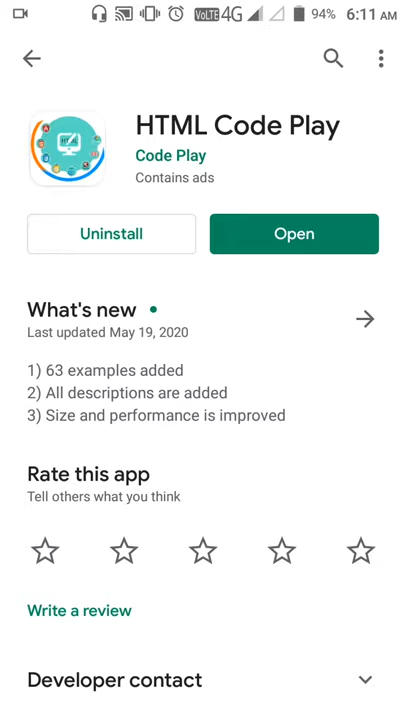 VoLTE 4G 94% 6:11 AM
HTML Code Play
Code Play
Contains ads
Uninstall
Open
What's new
Last updated May 19, 2020
1) 63 examples added
2) All descriptions are added
3) Size and performance is improved
Rate this app
Tell others what you think
Write a review
Developer contact